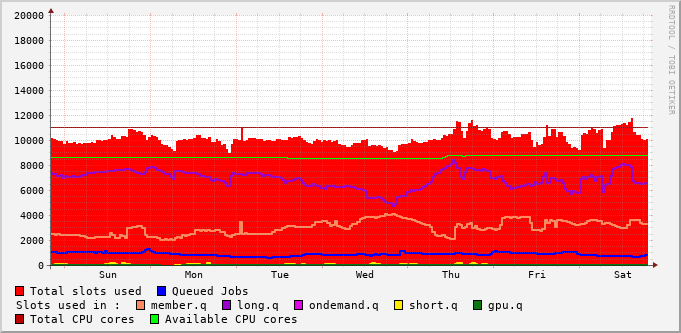 RRDTOOL / TOBI OETIKER
20000
18000
16000
14000
12000
10000
8000
6000
4000
2000
0
Sun Mon Tue Wed Thu Fri Sat
Total slots used Queued Jobs
Slots used in : member.q long.q ondemand.q short.q gpu.q
Total CPU cores Available CPU cores